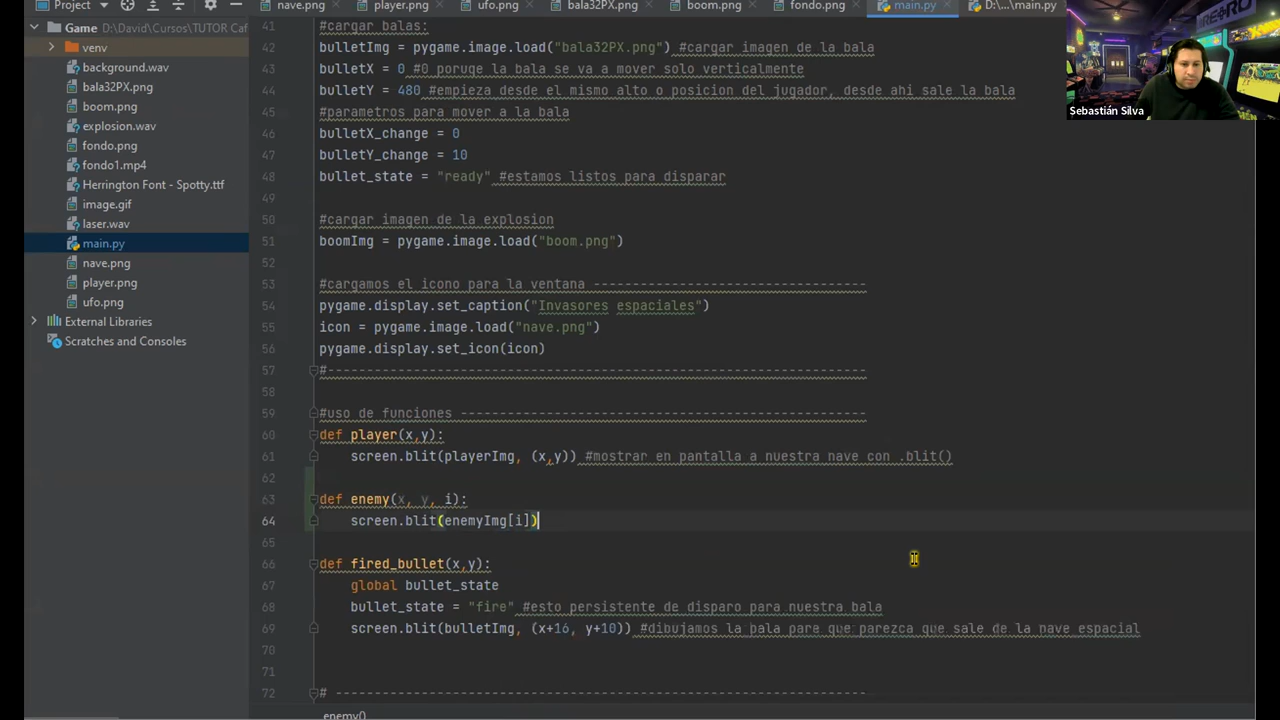 Project
nave.png
player.png
ufo.png
bala32PX.png
boom.png
fondo.png
main.py
D:\...\main.py
Game D:\David\Cursos\TUTOR Caf
venv
background.wav
bala32PX.png
boom.png
explosion.wav
fondo.png
fondo1.mp4
Herrington Font - Spotty.ttf
image.gif
laser.wav
main.py
nave.png
player.png
ufo.png
External Libraries
Scratches and Consoles
41 #cargar balas:
42 bulletImg = pygame.image.load("bala32PX.png") #cargar imagen de la bala
43 bulletX = 0 #0 poruqe la bala se va a mover solo verticalmente
44 bulletY = 480 #empieza desde el mismo alto o posicion del jugador, desde ahi sale la bala
45 #parametros para mover a la bala
46 bulletX_change = 0
47 bulletY_change = 10
48 bullet_state = "ready" #estamos listos para disparar
49
50 #cargar imagen de la explosion
51 boomImg = pygame.image.load("boom.png")
52
53 #cargamos el icono para la ventana -----------------------------------
54 pygame.display.set_caption("Invasores espaciales")
55 icon = pygame.image.load("nave.png")
56 pygame.display.set_icon(icon)
57 #---------------------------------------------------------------------
58
59 #uso de funciones ----------------------------------------------------
60 def player(x,y):
61 screen.blit(playerImg, (x,y)) #mostrar en pantalla a nuestra nave con .blit()
62
63 def enemy(x, y, i):
64 screen.blit(enemyImg[i])
65
66 def fired_bullet(x,y):
67 global bullet_state
68 bullet_state = "fire" #esto persistente de disparo para nuestra bala
69 screen.blit(bulletImg, (x+16, y+10)) #dibujamos la bala para que parezca que sale de la nave espacial
70
71
72 # --------------------------------------------------------------------
enemy()
Sebastián Silva